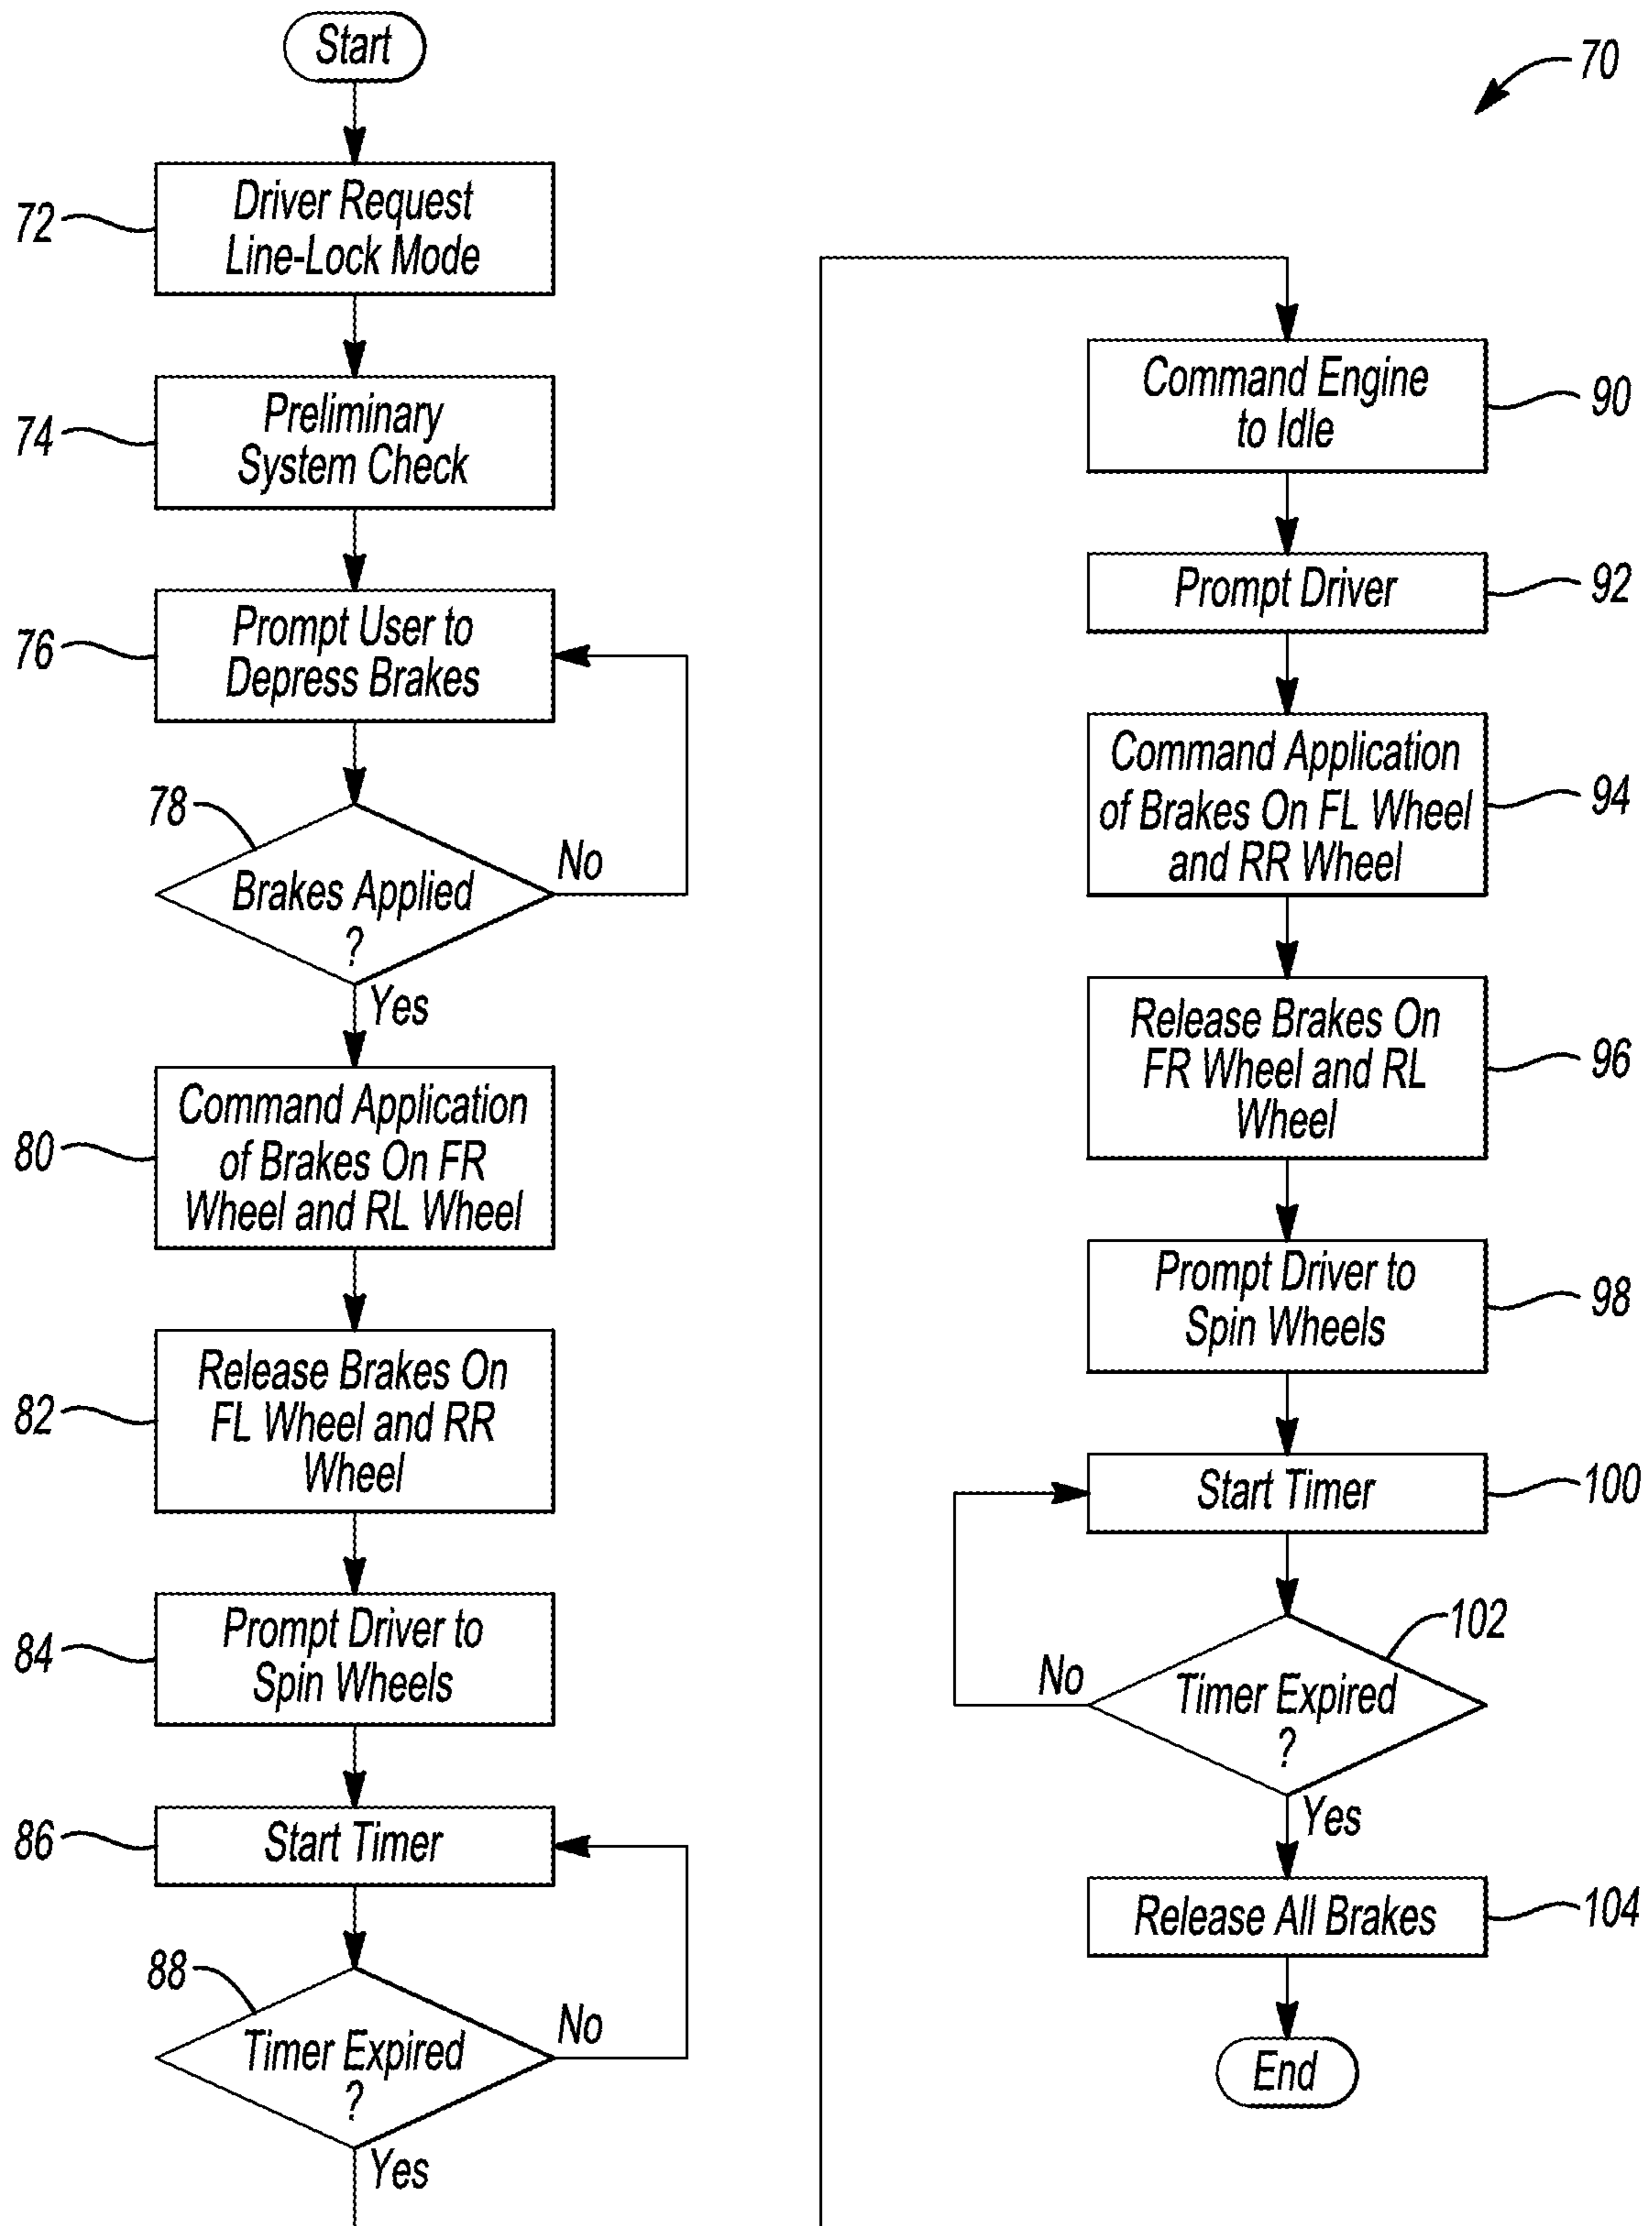 Start
72
Driver Request
Line-Lock Mode
74
Preliminary
System Check
76
Prompt User to
Depress Brakes
78
Brakes Applied
?
No
Yes
80
Command Application
of Brakes On FR
Wheel and RL Wheel
82
Release Brakes On
FL Wheel and RR
Wheel
84
Prompt Driver to
Spin Wheels
86
Start Timer
88
Timer Expired
?
No
Yes
70
Command Engine
to Idle
90
Prompt Driver
92
Command Application
of Brakes On FL Wheel
and RR Wheel
94
Release Brakes On
FR Wheel and RL
Wheel
96
Prompt Driver to
Spin Wheels
98
Start Timer
100
102
No
Timer Expired
?
Yes
Release All Brakes
104
End